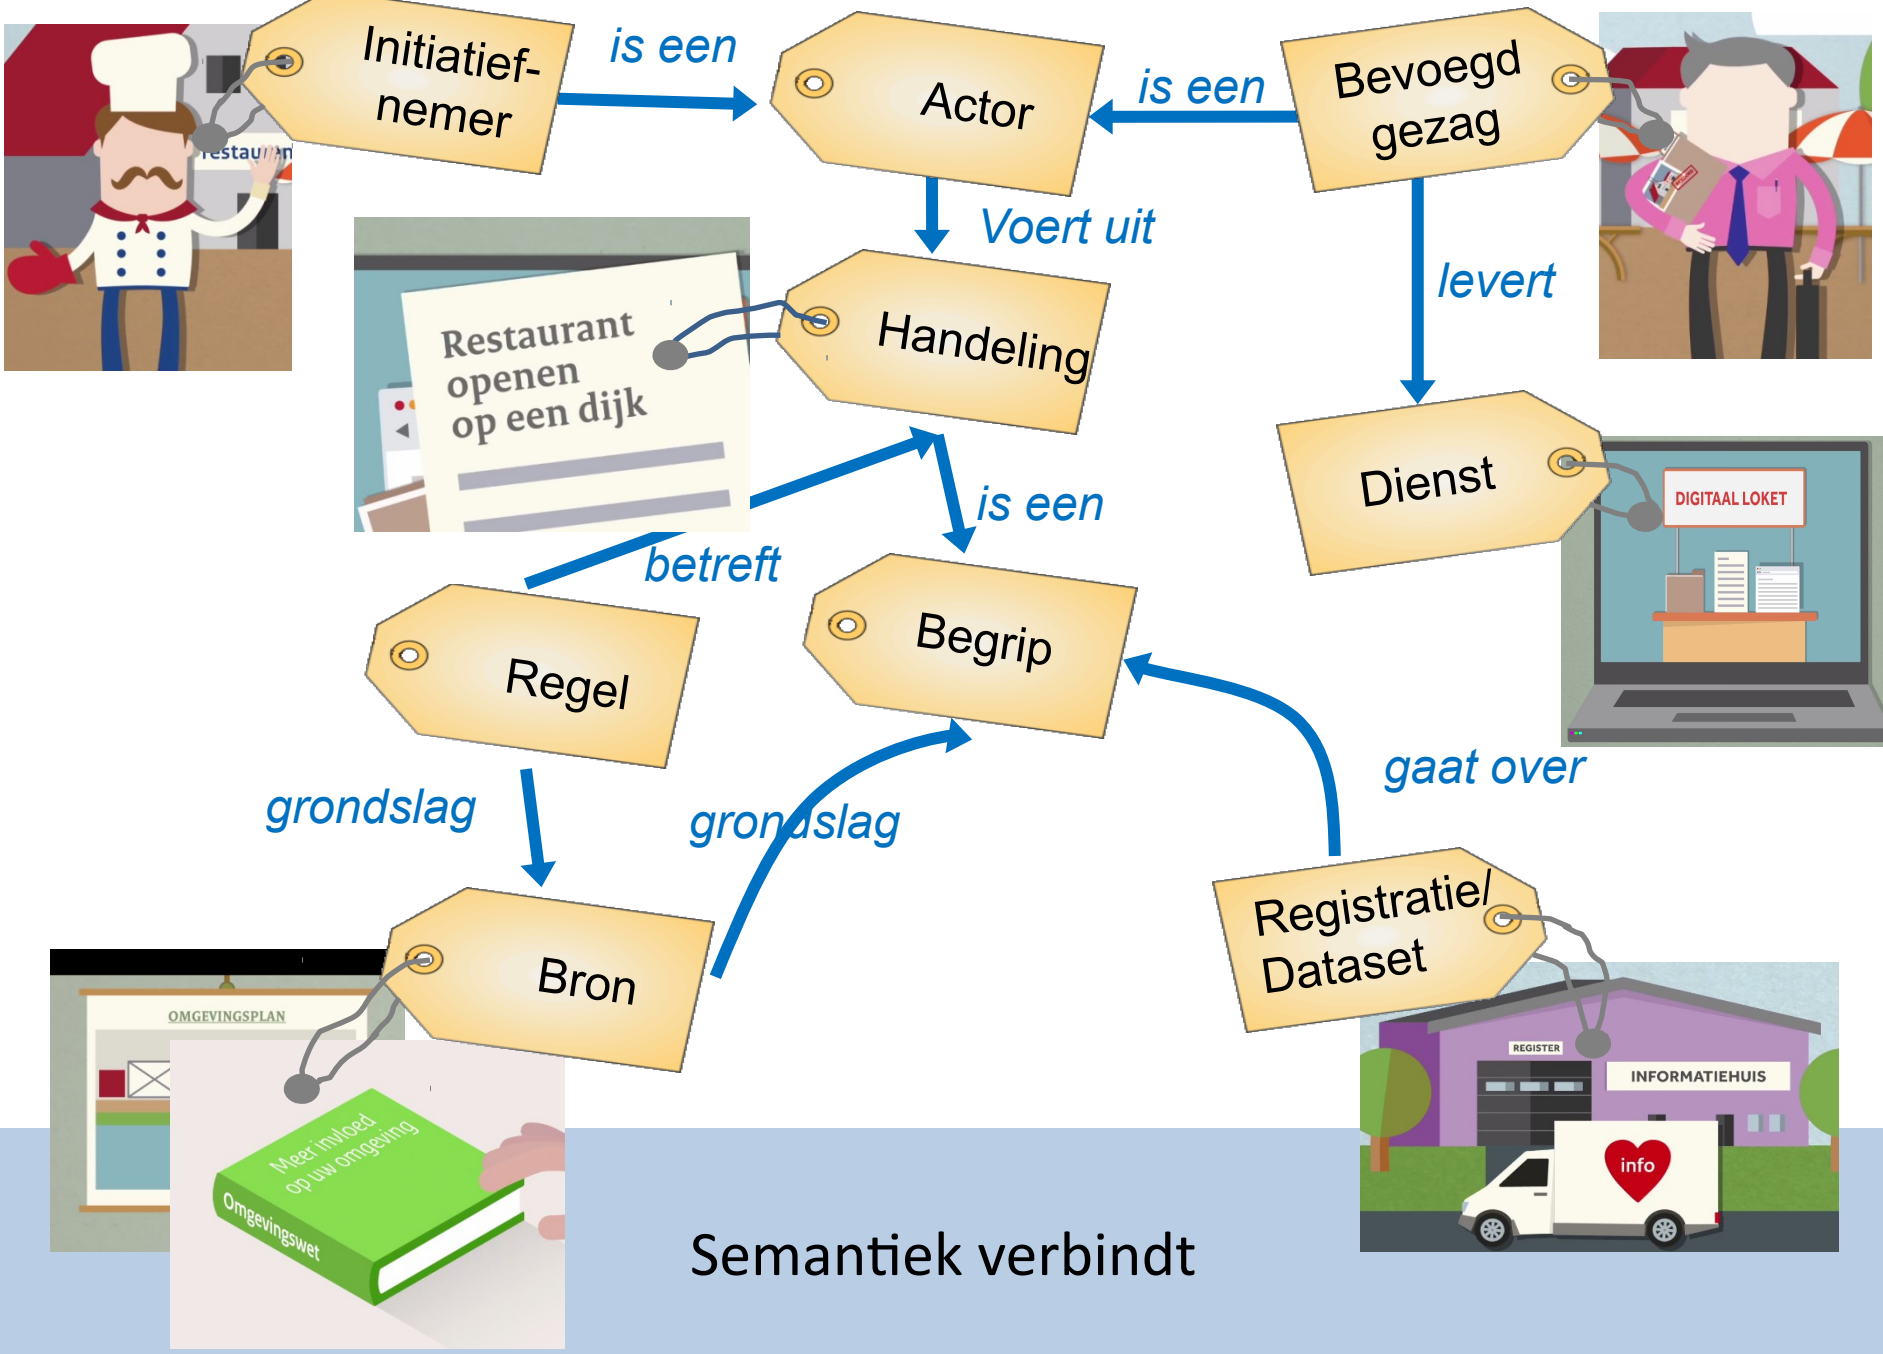 Initiatief-
nemer
is een
Actor
is een
Bevoegd
gezag
restauren
Voert uit
levert
Restaurant
openen
op een dijk
Handeling
is een
betreft
Dienst
DIGITAAL LOKET
Regel
Begrip
grondslag
grondslag
gaat over
Bron
Registratie/
Dataset
OMGEVINGSPLAN
REGISTER
INFORMATIEHUIS
info
Meer invloed
op uw omgeving
Omgevingswet
Semantiek verbindt